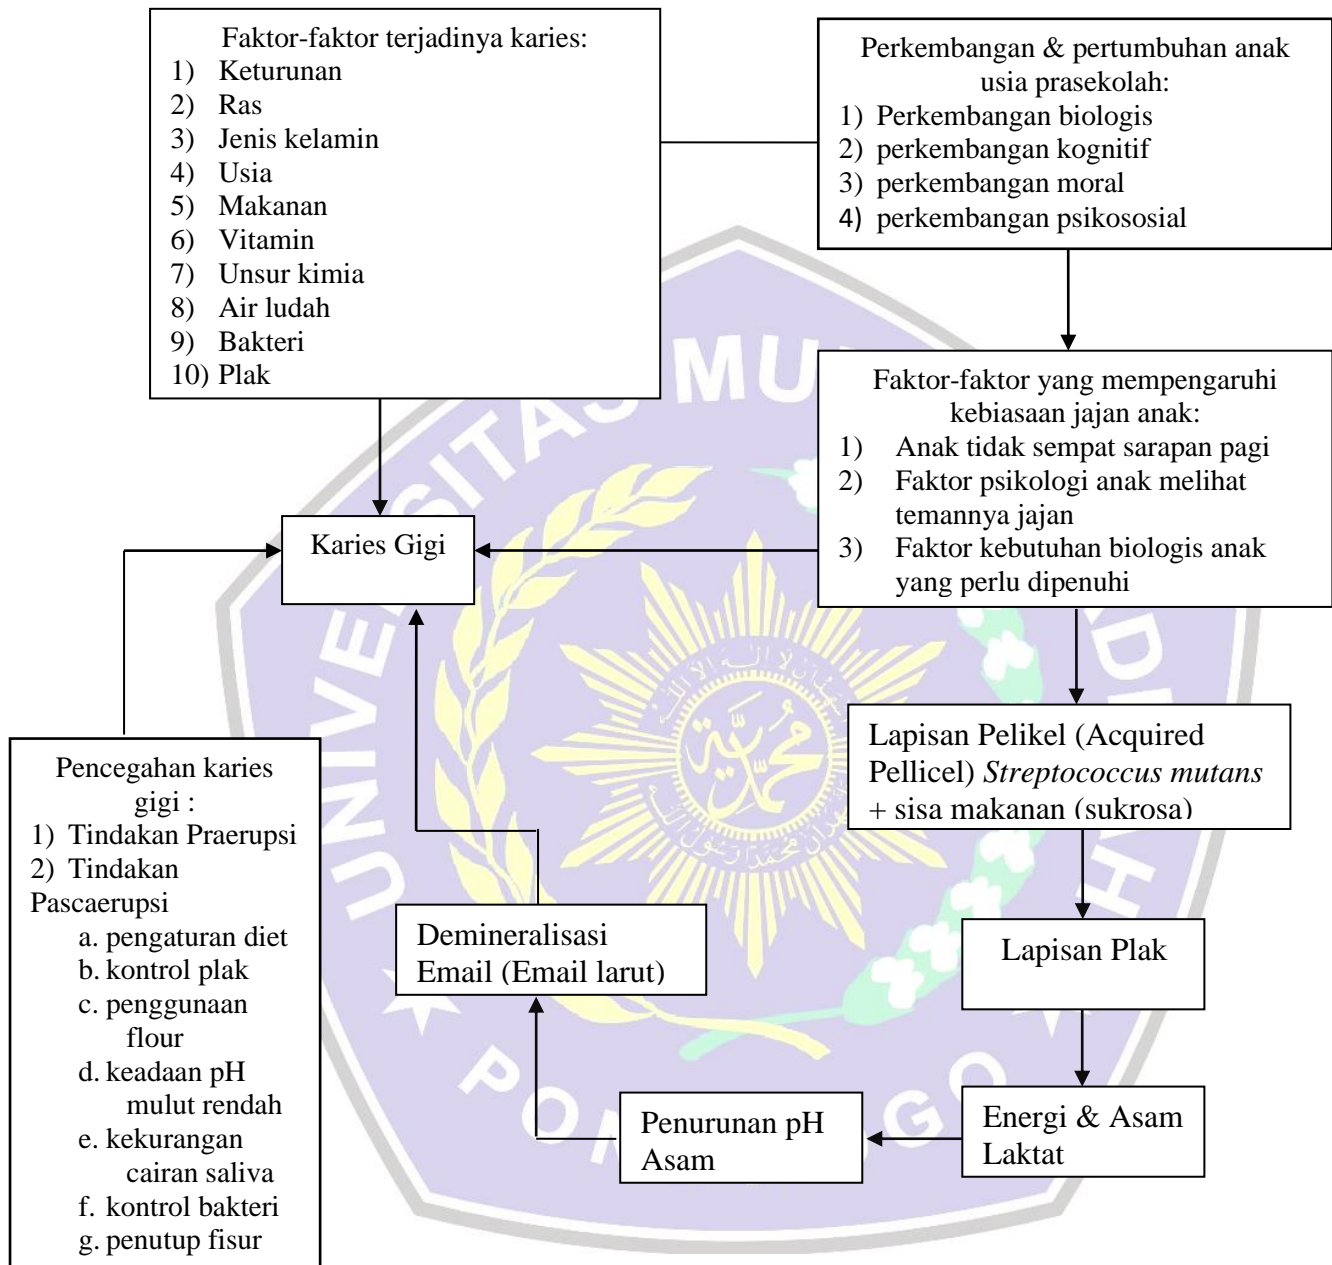 Faktor-faktor terjadinya karies:
1) Keturunan
2) Ras
3) Jenis kelamin
4) Usia
5) Makanan
6) Vitamin
7) Unsur kimia
8) Air ludah
9) Bakteri
10) Plak
Perkembangan & pertumbuhan anak
usia prasekolah:
1) Perkembangan biologis
2) perkembangan kognitif
3) perkembangan moral
4) perkembangan psikososial
Faktor-faktor yang mempengaruhi
kebiasaan jajan anak:
1) Anak tidak sempat sarapan pagi
2) Faktor psikologi anak melihat
temannya jajan
3) Faktor kebutuhan biologis anak
yang perlu dipenuhi
Karies Gigi
Lapisan Pelikel (Acquired
Pellicel) Streptococcus mutans
+ sisa makanan (sukrosa)
Pencegahan karies
gigi :
1) Tindakan Praerupsi
2) Tindakan
Pascaerupsi
a. pengaturan diet
b. kontrol plak
c. penggunaan
flour
d. keadaan pH
mulut rendah
e. kekurangan
cairan saliva
f. kontrol bakteri
g. penutup fisur
Demineralisasi
Email (Email larut)
Lapisan Plak
Penurunan pH
Asam
Energi & Asam
Laktat
UNIVERSITAS MU
DAH
PON GO
محمدية